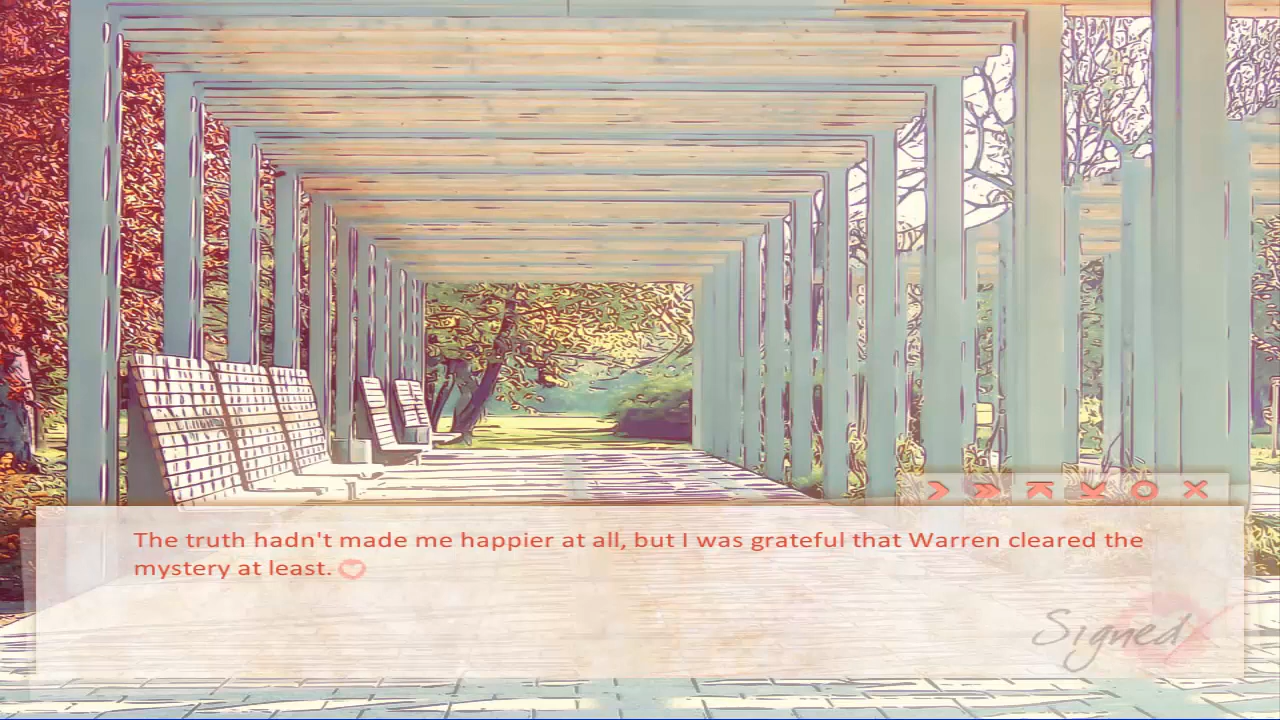 The truth hadn't made me happier at all, but I was grateful that Warren cleared the
mystery at least.
Signed